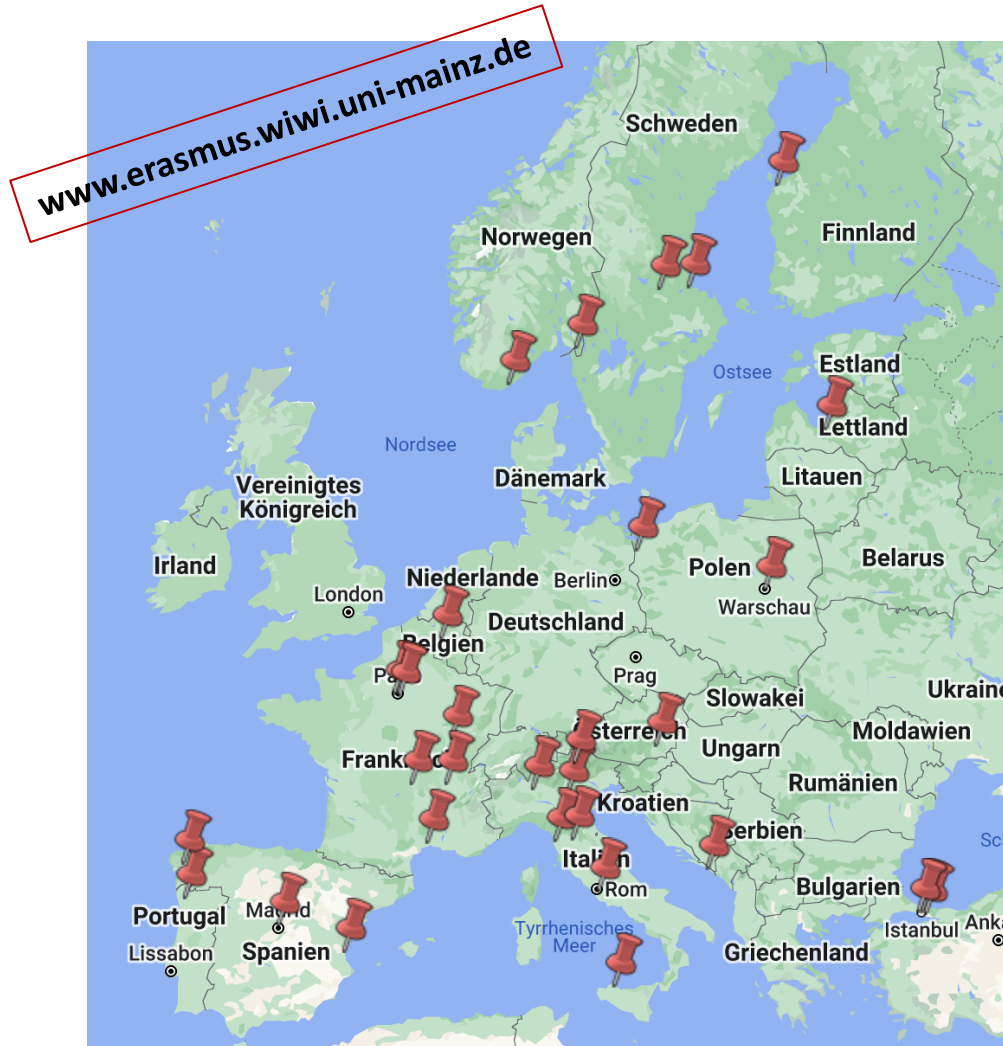 www.erasmus.wiwi.uni-mainz.de
Schweden
Norwegen
Finnland
Estland
Ostsee
Lettland
Nordsee
Dänemark
Litauen
Vereinigtes
Königreich
Irland
Belarus
Polen
Niederlande
Berlin
London
Warschau
Deutschland
Belgien
Prag
Slowakei
Ukraine
Österreich
Moldawien
Ungarn
Rumänien
Kroatien
Serbien
Italien
Bulgarien
Rom
Portugal
Madrid
Istanbul
Tyrrhenisches
Meer
Spanien
Griechenland
Lissabon